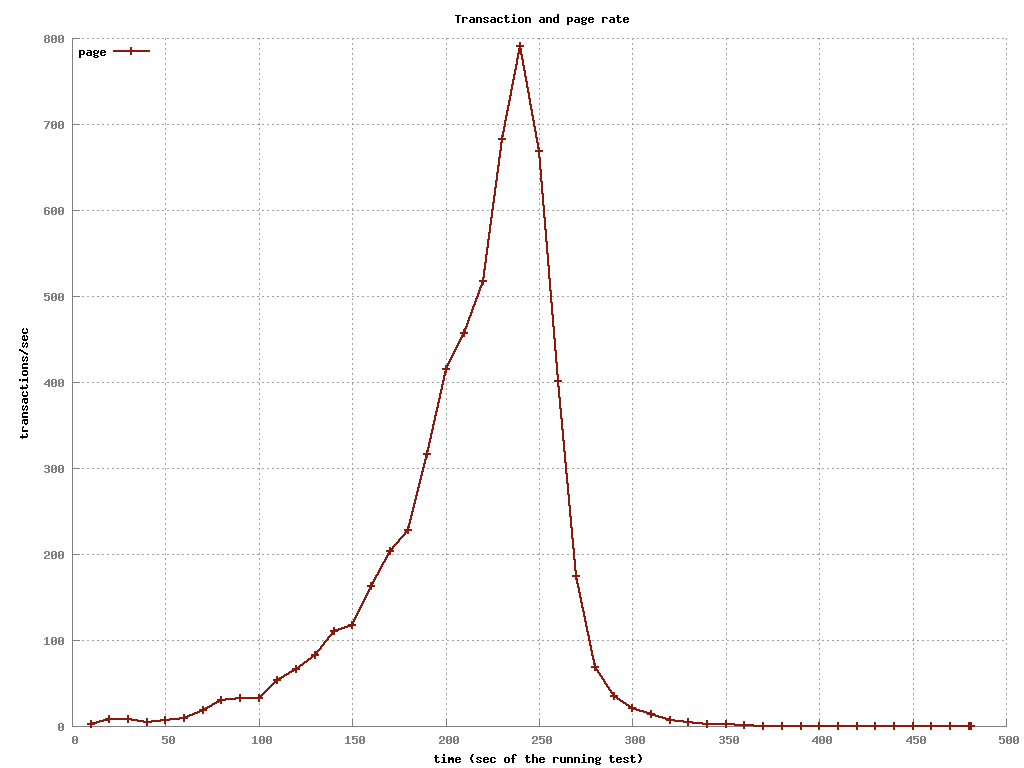 Transaction and page rate
page
800
700
600
500
400
300
200
100
0
transactions/sec
0 50 100 150 200 250 300 350 400 450 500
time (sec of the running test)